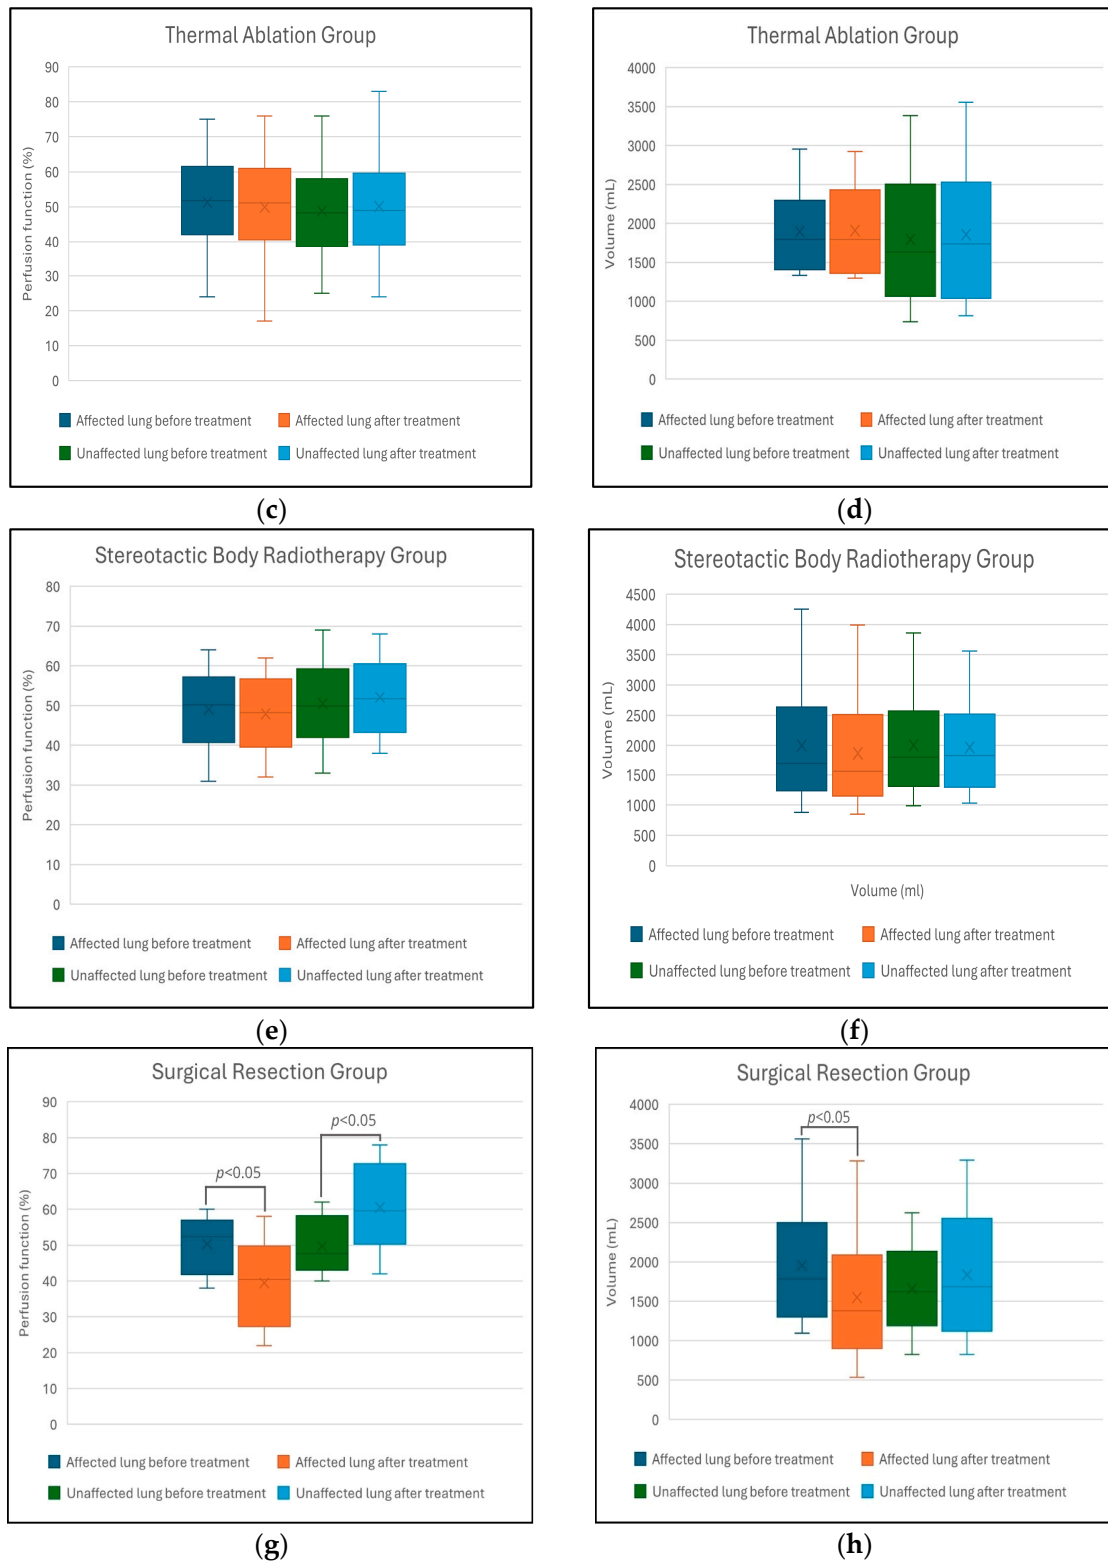 Thermal Ablation Group
Perfusion function (%)
90
80
70
60
50
40
30
20
10
0
Affected lung before treatment
Affected lung after treatment
Unaffected lung before treatment
Unaffected lung after treatment
(c)
Thermal Ablation Group
Volume (mL)
4000
3500
3000
2500
2000
1500
1000
500
0
Affected lung before treatment
Affected lung after treatment
Unaffected lung before treatment
Unaffected lung after treatment
(d)
Stereotactic Body Radiotherapy Group
Perfusion function (%)
80
70
60
50
40
30
20
10
0
Affected lung before treatment
Affected lung after treatment
Unaffected lung before treatment
Unaffected lung after treatment
(e)
Stereotactic Body Radiotherapy Group
Volume (mL)
4500
4000
3500
3000
2500
2000
1500
1000
500
0
Volume (ml)
Affected lung before treatment
Affected lung after treatment
Unaffected lung before treatment
Unaffected lung after treatment
(f)
Surgical Resection Group
Perfusion function (%)
90
80
70
60
50
40
30
20
10
0
p<0.05
p<0.05
Affected lung before treatment
Affected lung after treatment
Unaffected lung before treatment
Unaffected lung after treatment
(g)
Surgical Resection Group
Volume (mL)
4000
3500
3000
2500
2000
1500
1000
500
0
p<0.05
Affected lung before treatment
Affected lung after treatment
Unaffected lung before treatment
Unaffected lung after treatment
(h)